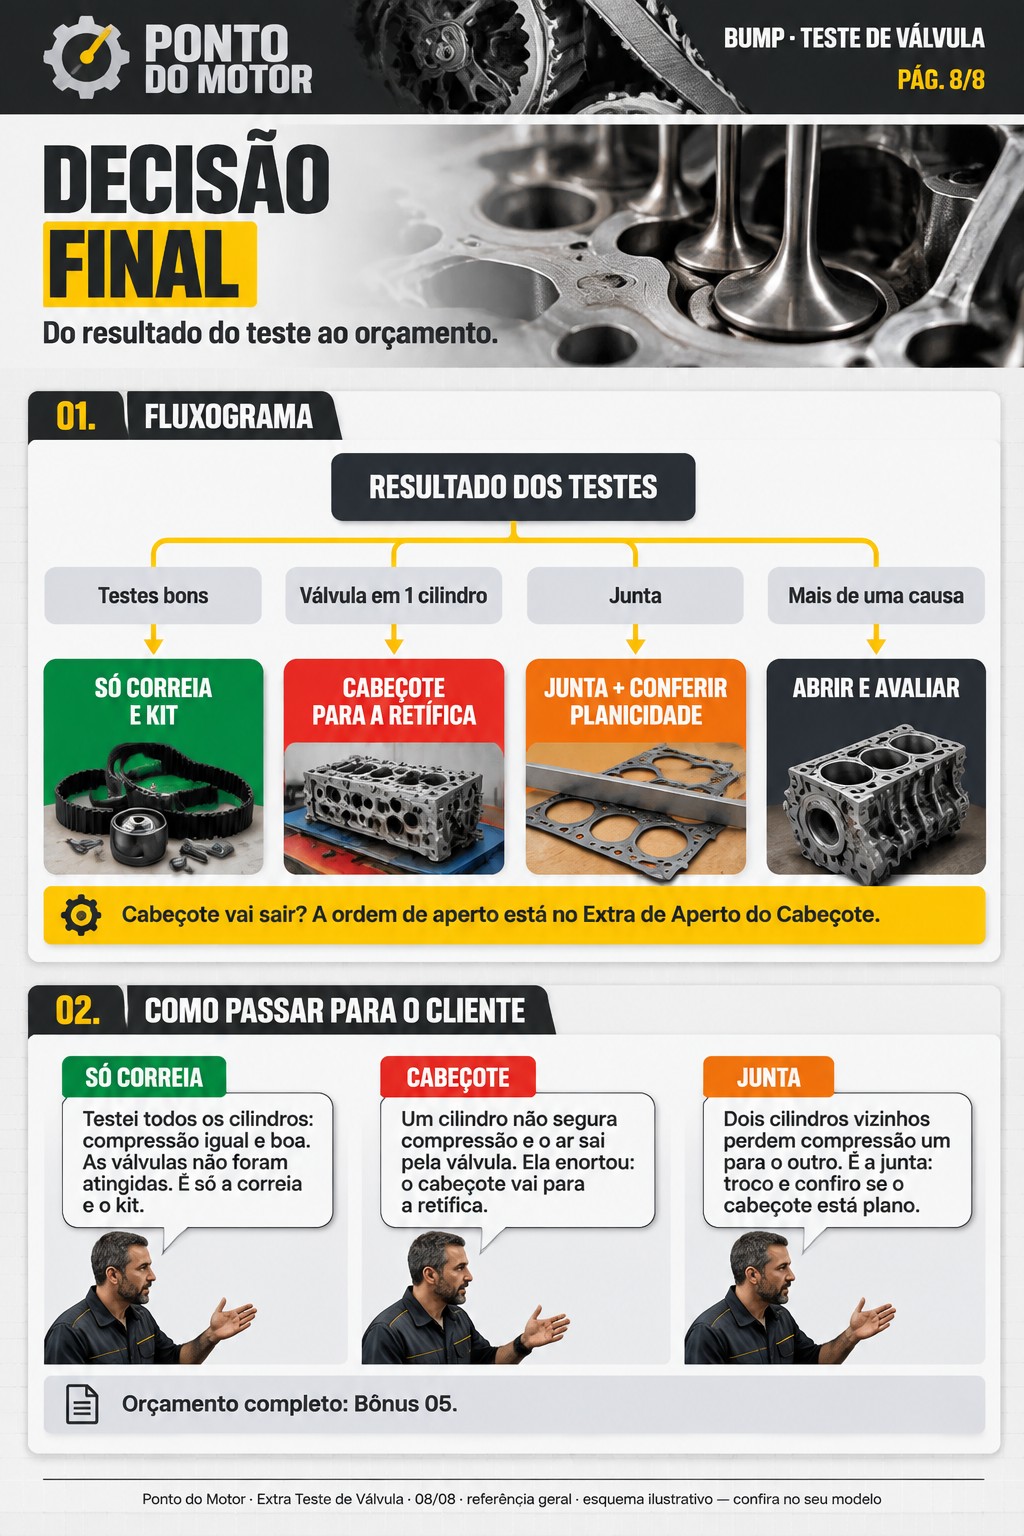 PONTO
DO MOTOR
BUMP · TESTE DE VÁLVULA
PÁG. 8/8
DECISÃO
FINAL
Do resultado do teste ao orçamento.
01. FLUXOGRAMA
RESULTADO DOS TESTES
Testes bons
Válvula em 1 cilindro
Junta
Mais de uma causa
SÓ CORREIA
E KIT
CABEÇOTE
PARA A RETÍFICA
JUNTA + CONFERIR
PLANICIDADE
ABRIR E AVALIAR
Cabeçote vai sair? A ordem de aperto está no Extra de Aperto do Cabeçote.
02. COMO PASSAR PARA O CLIENTE
SÓ CORREIA
Testei todos os cilindros:
compressão igual e boa.
As válvulas não foram
atingidas. É só a correia
e o kit.
CABEÇOTE
Um cilindro não segura
compressão e o ar sai
pela válvula. Ela enortou:
o cabeçote vai para
a retífica.
JUNTA
Dois cilindros vizinhos
perdem compressão um
para o outro. É a junta:
troco e confiro se o
cabeçote está plano.
Orçamento completo: Bônus 05.
Ponto do Motor · Extra Teste de Válvula · 08/08 · referência geral · esquema ilustrativo — confira no seu modelo